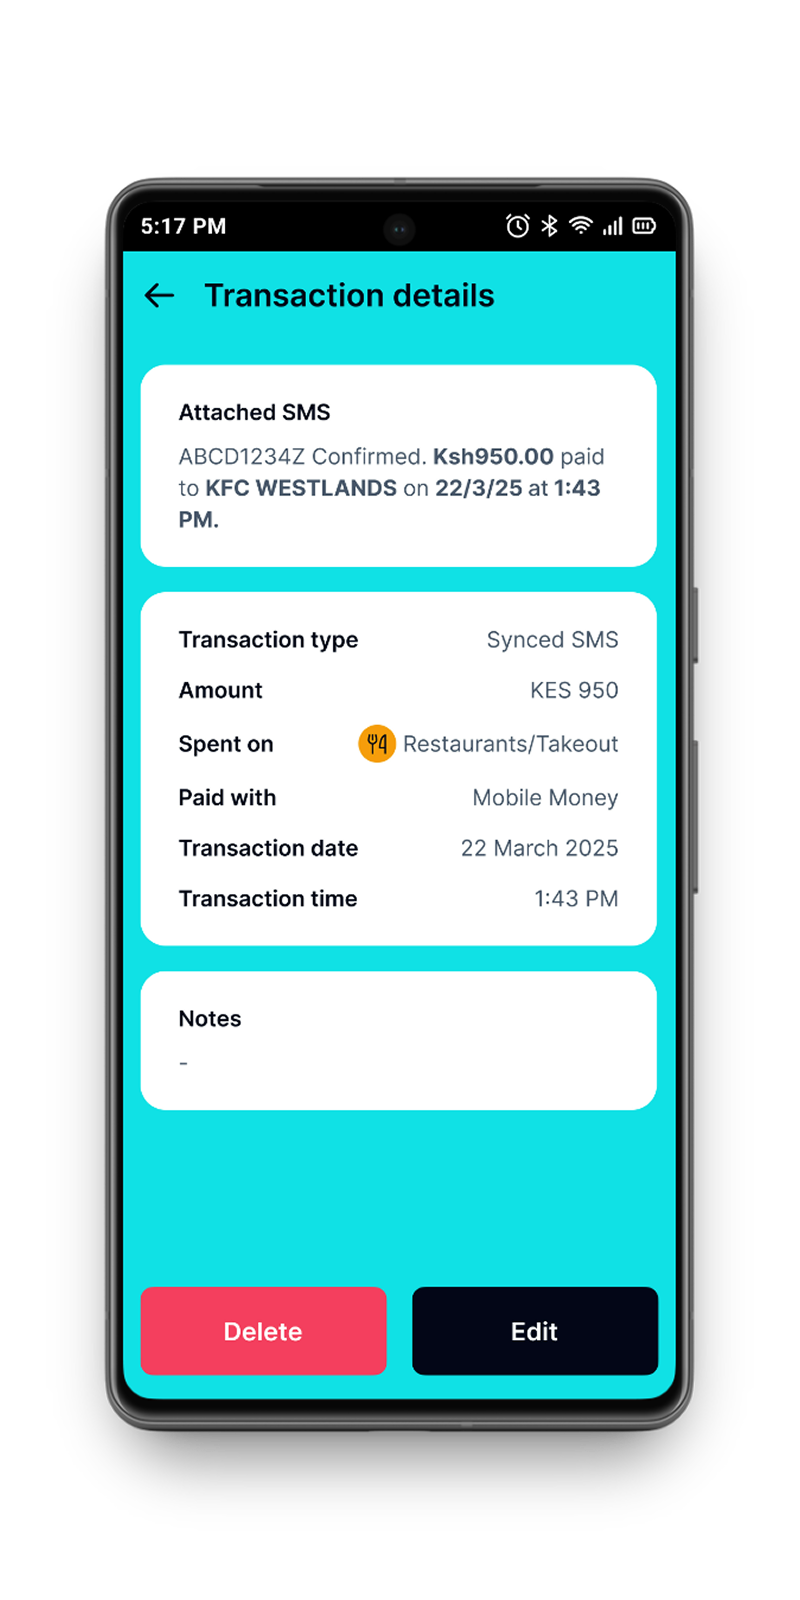 5:17 PM
Transaction details
Attached SMS
ABCD1234Z Confirmed. Ksh950.00 paid
to KFC WESTLANDS on 22/3/25 at 1:43
PM.
Transaction type Synced SMS
Amount KES 950
Spent on Restaurants/Takeout
Paid with Mobile Money
Transaction date 22 March 2025
Transaction time 1:43 PM
Notes
-
Delete Edit